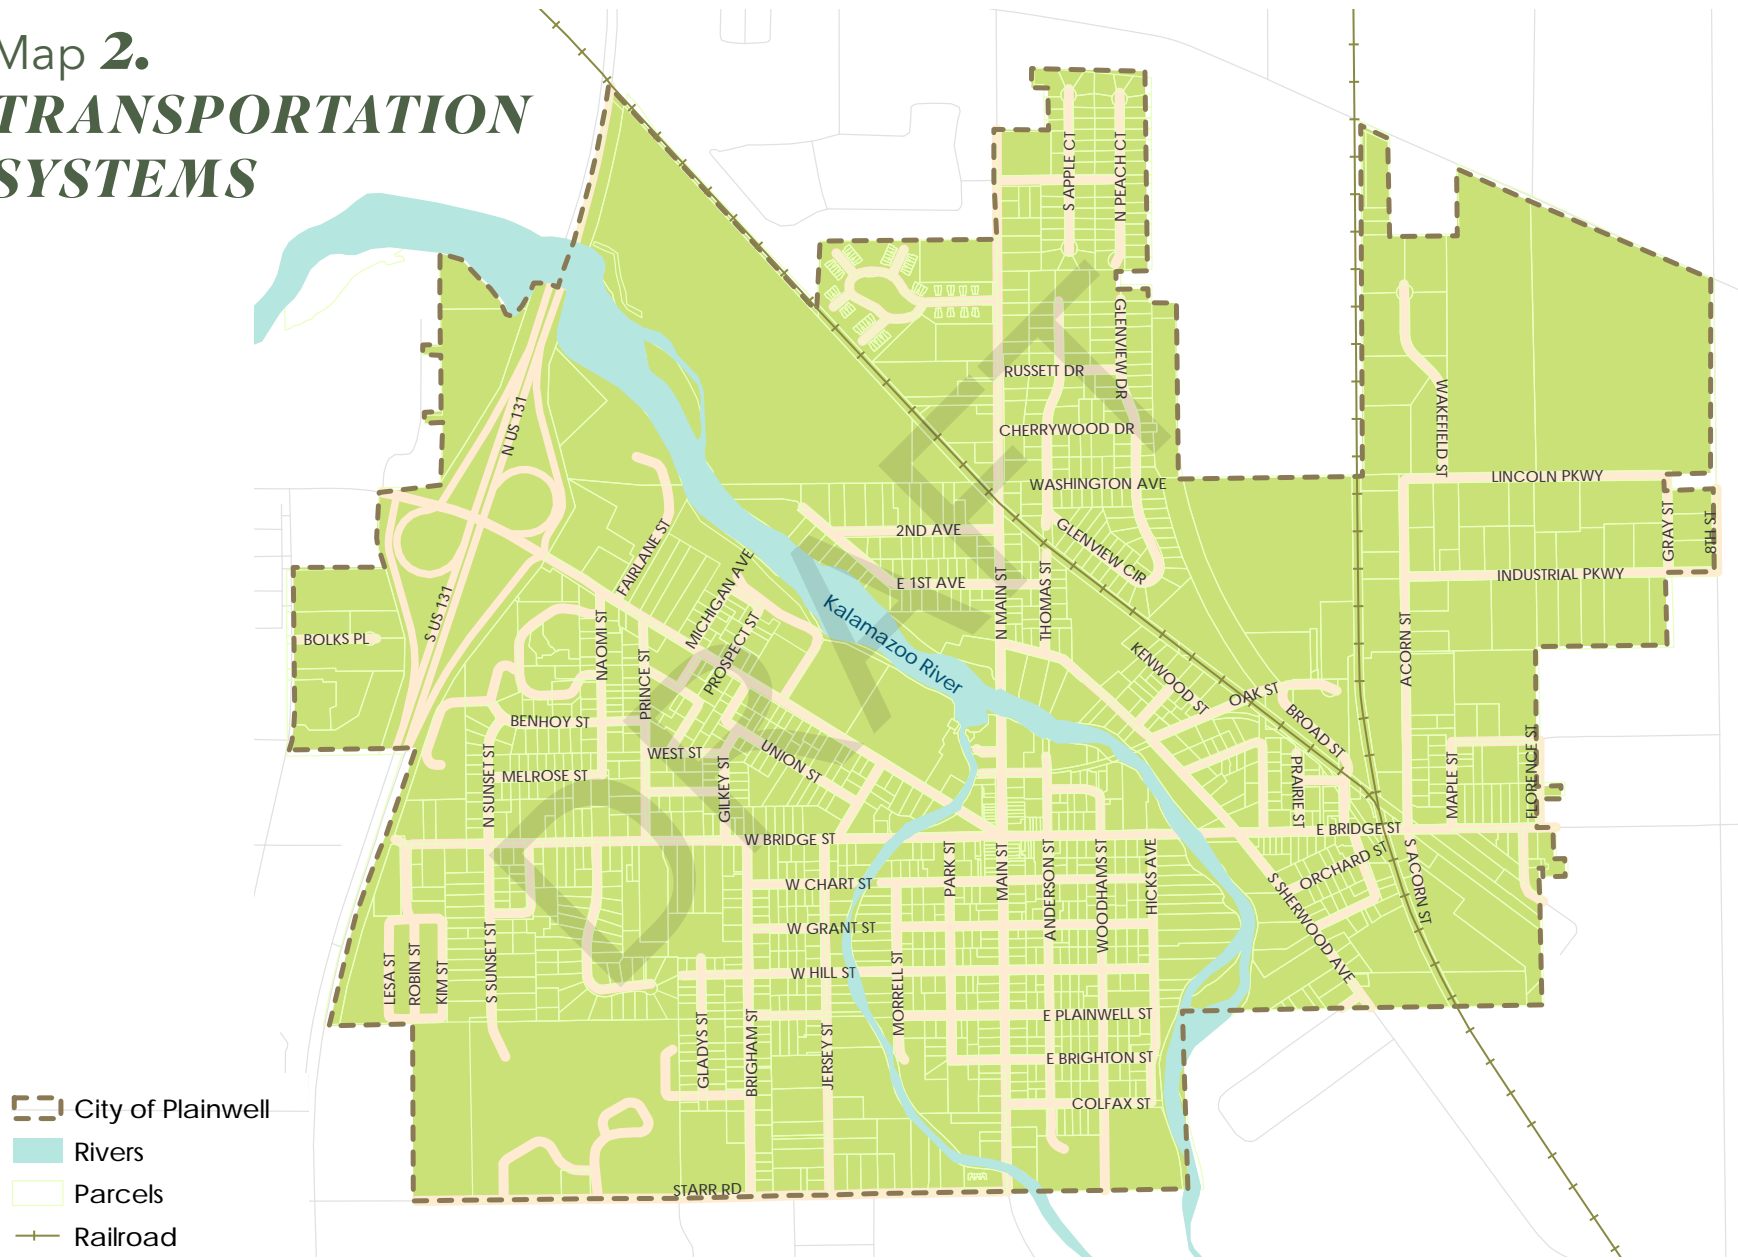 Map 2.
TRANSPORTATION
SYSTEMS
S APPLE CT
N PEACH CT
GLENVIEW DR
RUSSETT DR
CHERRYWOOD DR
WASHINGTON AVE
WAKEFIELD ST
LINCOLN PKWY
GRAY ST
8TH ST
INDUSTRIAL PKWY
N US 131
S US 131
FAIRLANE ST
MICHIGAN AVE
PROSPECT ST
2ND AVE
E 1ST AVE
GLENVIEW CIR
N MAIN ST
THOMAS ST
Kalamazoo River
BOLKS PL
NAOMI ST
PRINCE ST
KENWOOD ST
OAK ST
BROAD ST
ACORN ST
BENHOY ST
WEST ST
UNION ST
N SUNSET ST
MELROSE ST
GILKEY ST
PRAIRIE ST
MAPLE ST
FLORENCE ST
W BRIDGE ST
E BRIDGE ST
W CHART ST
PARK ST
MAIN ST
ANDERSON ST
WOODHAMS ST
HICKS AVE
ORCHARD ST
S ACORN ST
S SHERWOOD AVE
W GRANT ST
W HILL ST
MORRELL ST
LESA ST
ROBIN ST
KIM ST
S SUNSET ST
E PLAINWELL ST
E BRIGHTON ST
COLFAX ST
GLADYS ST
BRIGHAM ST
JERSEY ST
STARR RD
DRAFT
City of Plainwell
Rivers
Parcels
Railroad